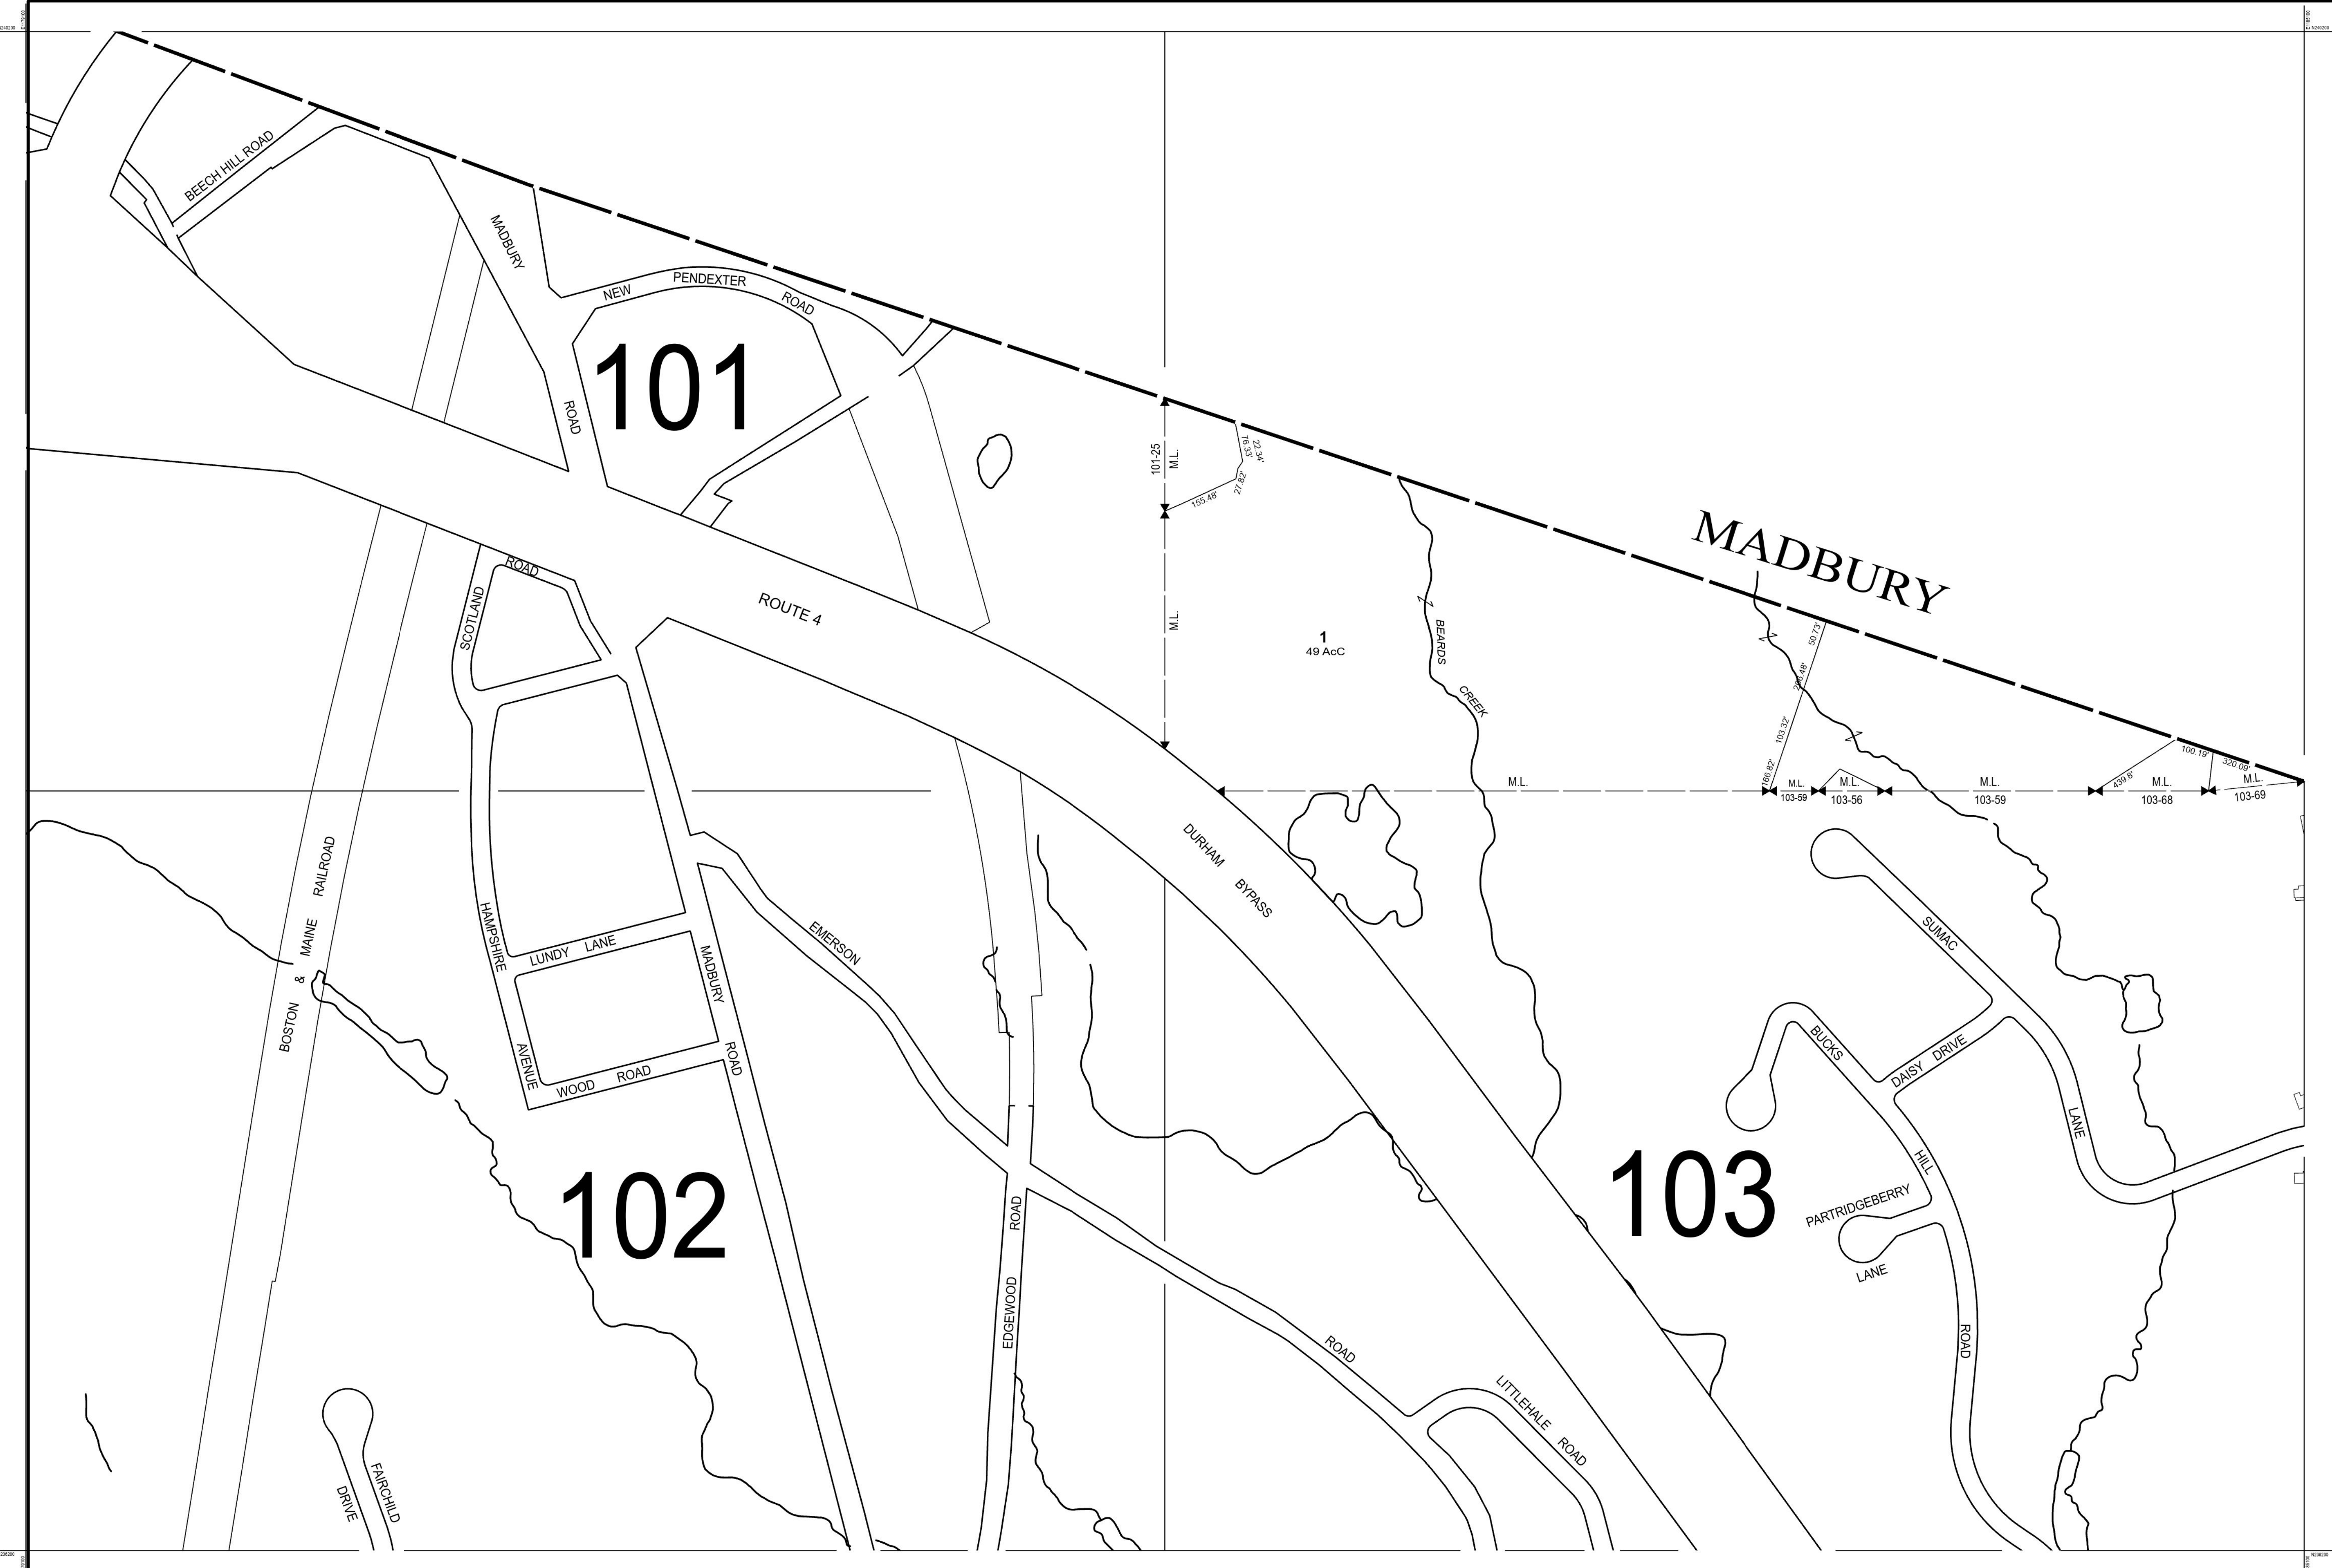 N240200
BEECH HILL ROAD
MADBURY
ROAD
NEW PENDEXTER ROAD
101
101-25
M.L.
76.33'
22.34'
27.82'
155.48'
M.L.
1
49 AcC
BEARDS
CREEK
MADBURY
50.73'
103.32'
166.82'
M.L.
M.L.
103-59
M.L.
103-56
M.L.
103-59
439.8'
M.L.
103-68
100.19'
320.09'
M.L.
103-69
ROAD
SCOTLAND
ROUTE 4
DURHAM BYPASS
BOSTON & MAINE RAILROAD
HAMPSHIRE
AVENUE
LUNDY LANE
WOOD ROAD
MADBURY
ROAD
EMERSON
ROAD
102
EDGEWOOD ROAD
LITTLEHALE ROAD
FAIRCHILD
DRIVE
SUMAC
LANE
DAISY DRIVE
BUCKS
HILL
ROAD
103
PARTRIDGEBERRY
LANE
N238200